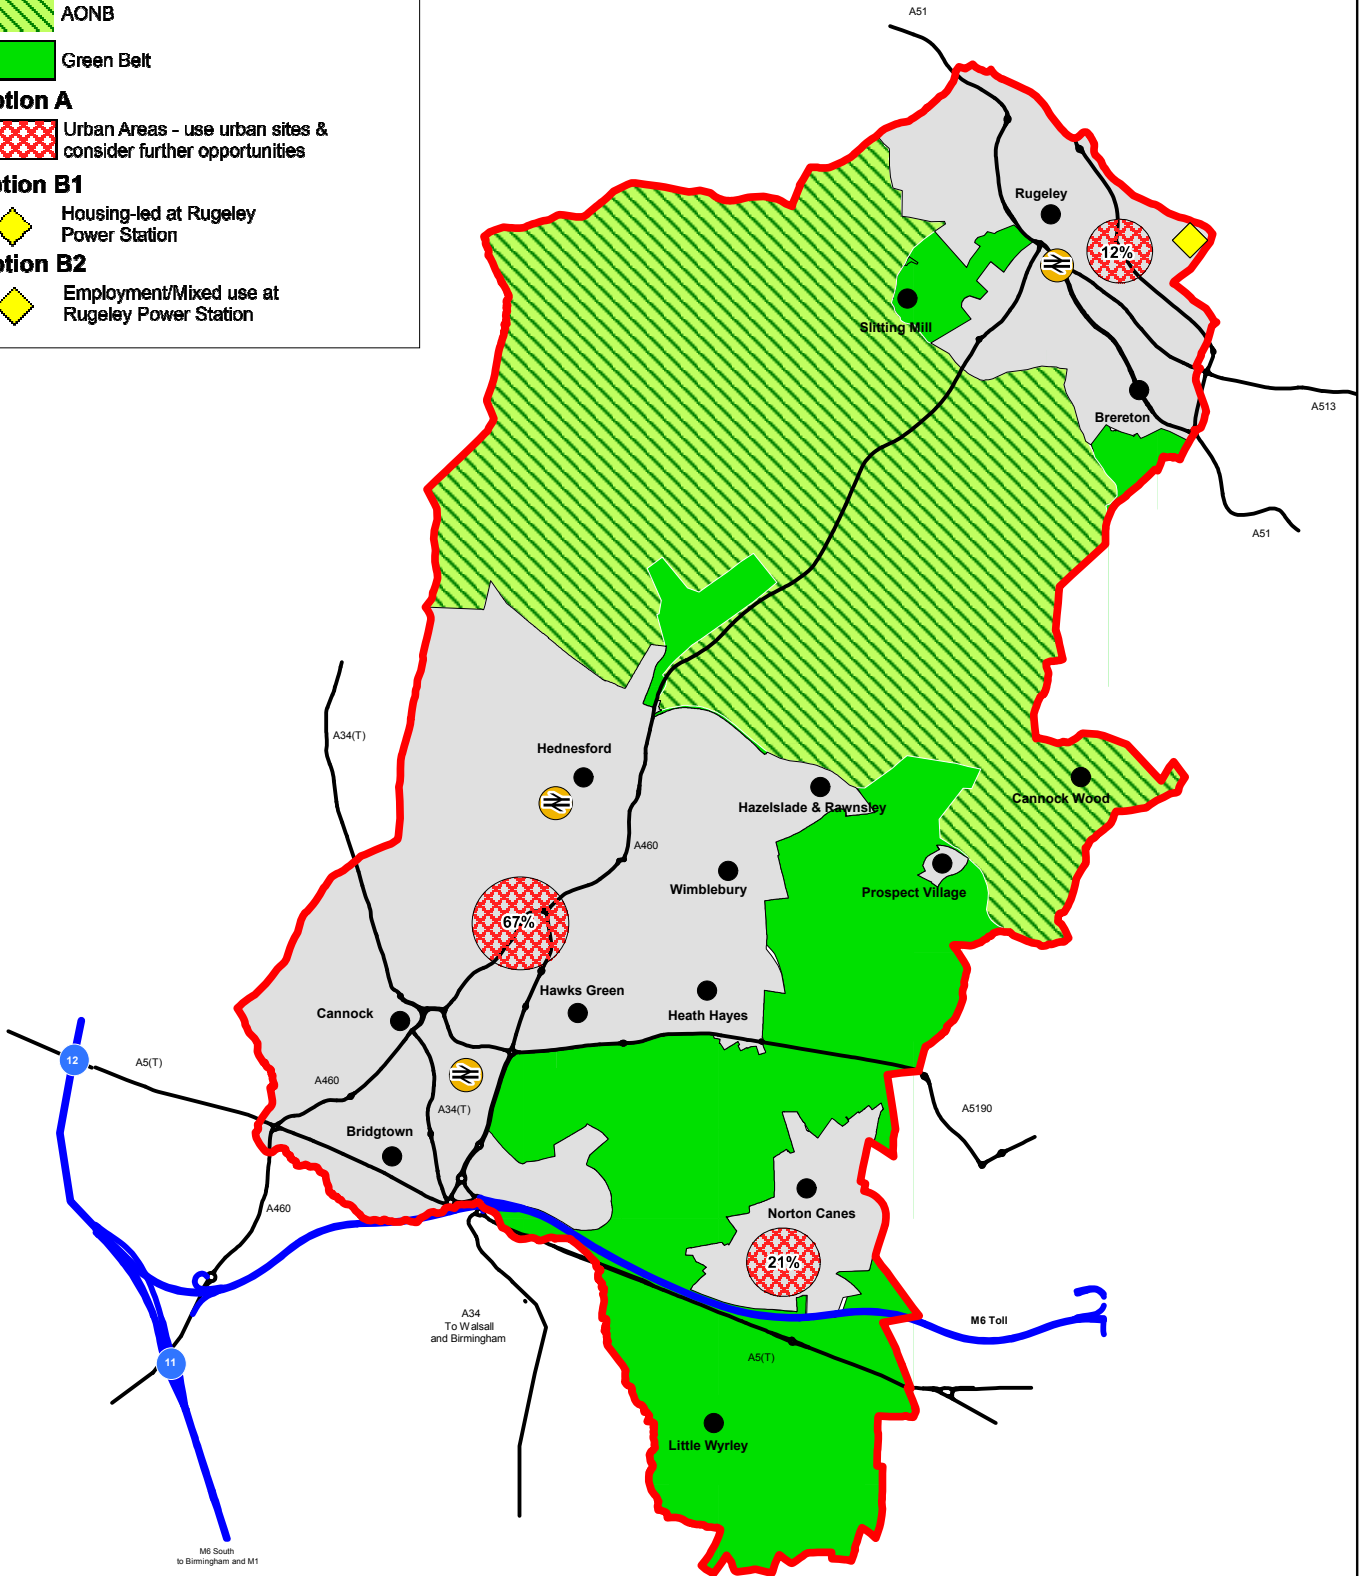 AONB
Green Belt
ption A
Urban Areas - use urban sites &
consider further opportunities
ption B1
Housing-led at Rugeley
Power Station
ption B2
Employment/Mixed use at
Rugeley Power Station
A51
Rugeley
12%
Slitting Mill
Brereton
A513
A51
A34(T)
Hednesford
Hazelslade & Rawnsley
Cannock Wood
A460
Wimblebury
Prospect Village
67%
Hawks Green
Heath Hayes
Cannock
12
A5(T)
A460
A34(T)
A5190
Bridgtown
Norton Canes
A460
21%
A34
To Walsall
and Birmingham
M6 Toll
A5(T)
11
Little Wyrley
M6 South
to Birmingham and M1